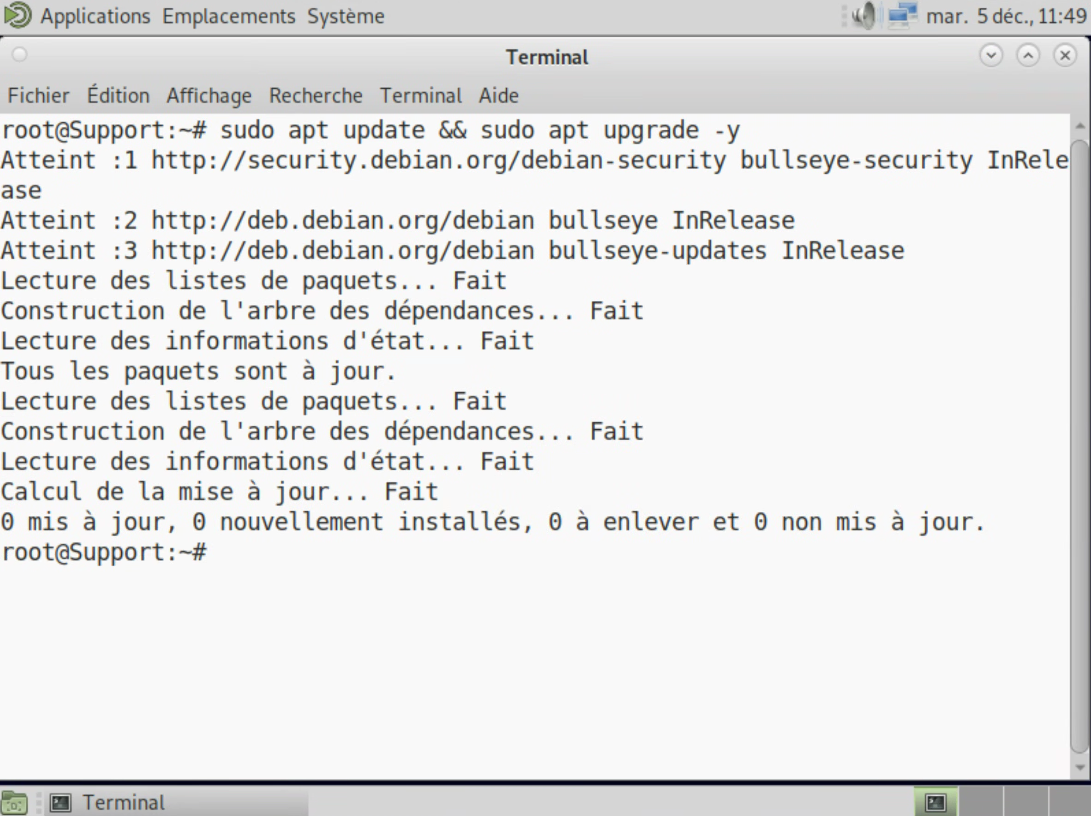 Applications Emplacements Système mar. 5 déc., 11:49
Terminal
Fichier Édition Affichage Recherche Terminal Aide
root@Support:~# sudo apt update && sudo apt upgrade -y
Atteint :1 http://security.debian.org/debian-security bullseye-security InRele
ase
Atteint :2 http://deb.debian.org/debian bullseye InRelease
Atteint :3 http://deb.debian.org/debian bullseye-updates InRelease
Lecture des listes de paquets... Fait
Construction de l'arbre des dépendances... Fait
Lecture des informations d'état... Fait
Tous les paquets sont à jour.
Lecture des listes de paquets... Fait
Construction de l'arbre des dépendances... Fait
Lecture des informations d'état... Fait
Calcul de la mise à jour... Fait
0 mis à jour, 0 nouvellement installés, 0 à enlever et 0 non mis à jour.
root@Support:~#
Terminal